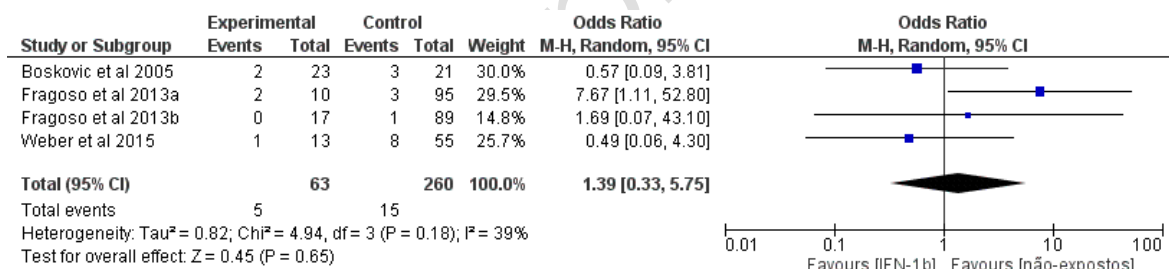 Experimental Control Odds Ratio Odds Ratio
Study or Subgroup Events Total Events Total Weight M-H, Random, 95% CI M-H, Random, 95% CI
Boskovic et al 2005 2 23 3 21 30.0% 0.57 [0.09, 3.81]
Fragoso et al 2013a 2 10 3 95 29.5% 7.67 [1.11, 52.80]
Fragoso et al 2013b 0 17 1 89 14.8% 1.69 [0.07, 43.10]
Weber et al 2015 1 13 8 55 25.7% 0.49 [0.06, 4.30]
Total (95% CI) 63 260 100.0% 1.39 [0.33, 5.75]
Total events 5 15
Heterogeneity: Tau² = 0.82; Chi² = 4.94, df = 3 (P = 0.18); I² = 39%
Test for overall effect: Z = 0.45 (P = 0.65)
0.01 0.1 1 10 100
Favours [IFN-1b] Favours [não-expostos]